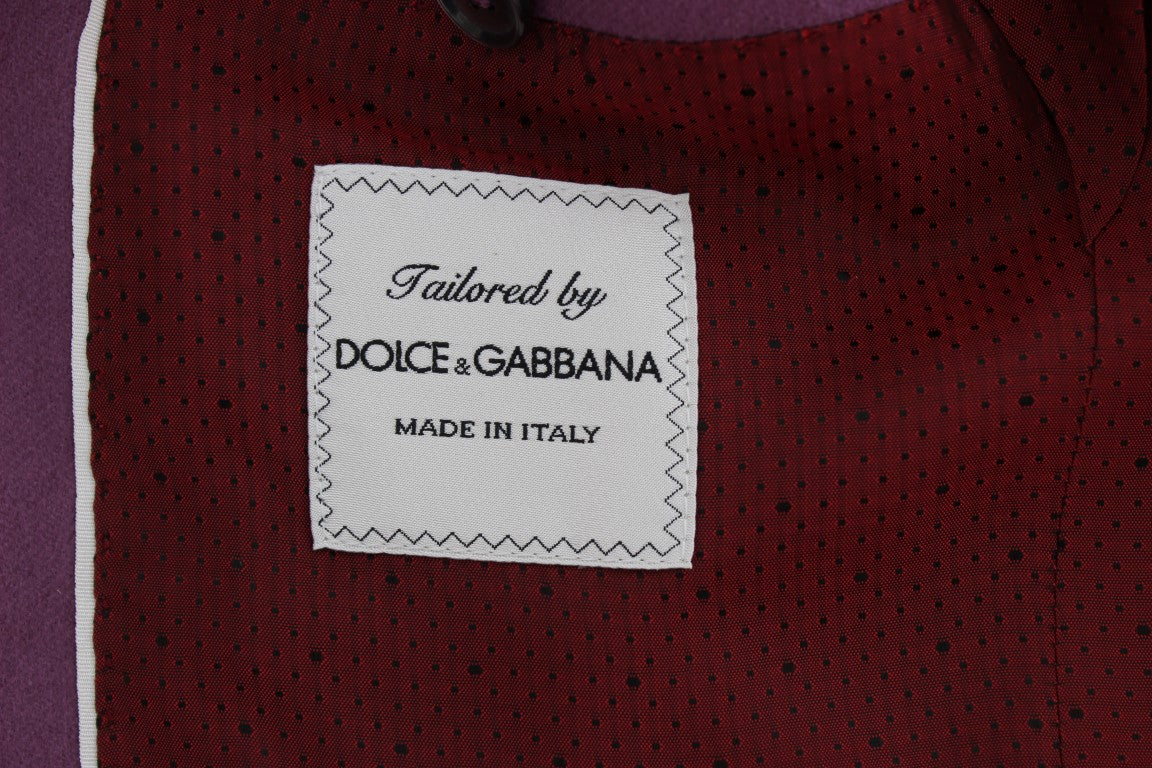 Tailored by
DOLCE & GABBANA
MADE IN ITALY